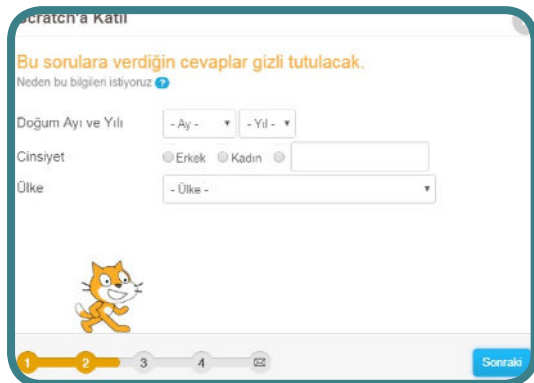 Scratch'a Katıl
Bu sorulara verdiğin cevaplar gizli tutulacak.
Neden bu bilgileri istiyoruz ?
Doğum Ayı ve Yılı - Ay - - Yıl -
Cinsiyet Erkek Kadın
Ülke - Ülke -
1 2 3 4 Sonraki